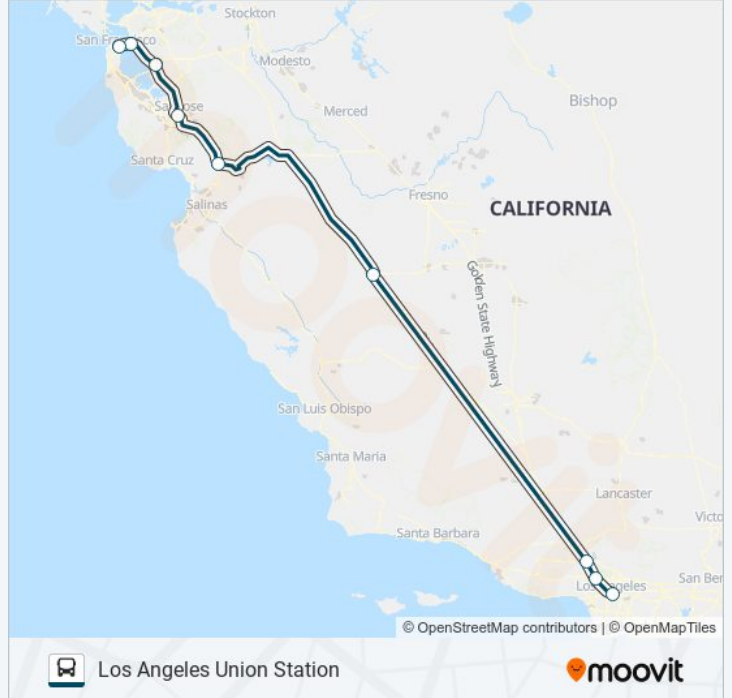 Stockton
San Francisco
Modesto
San Jose
Merced
Bishop
Santa Cruz
Fresno
Salinas
CALIFORNIA
Golden State Highway
San Luis Obispo
Santa Maria
Lancaster
Victo
Santa Barbara
Los Angeles
San Ber
© OpenStreetMap contributors | © OpenMapTiles
Los Angeles Union Station
moovit
moovit